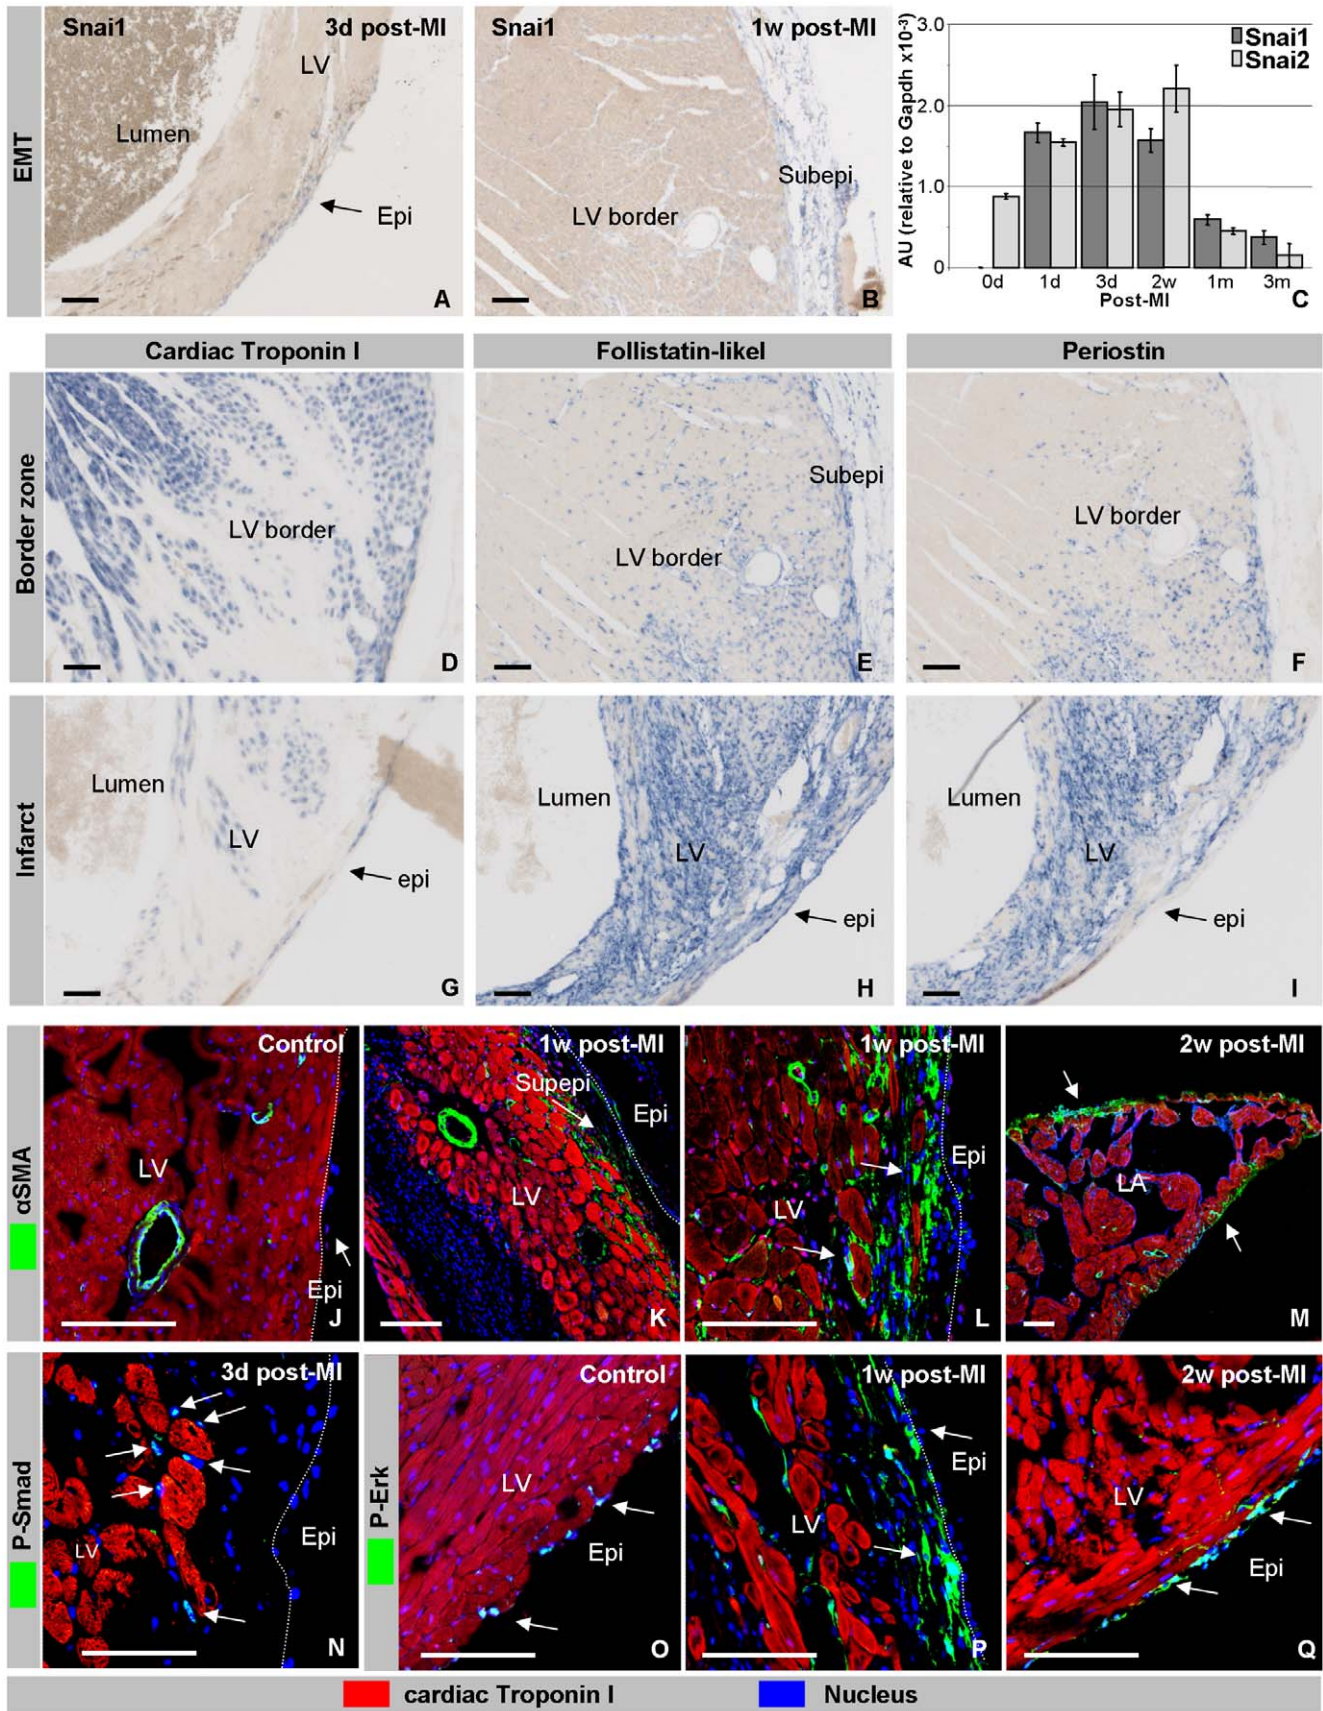 EMT
Snai1
3d post-MI
LV
Lumen
Epi
A
Snai1
1w post-MI
Subepi
LV border
B
AU (relative to Gapdh x10⁻³)
3.0
2.0
1.0
0
Snai1
Snai2
0d 1d 3d 2w 1m 3m
Post-MI
C
Cardiac Troponin I
Follistatin-likeI
Periostin
Border zone
LV border
D
Subepi
LV border
E
LV border
F
Infarct
Lumen
LV
epi
G
Lumen
LV
epi
H
Lumen
LV
epi
I
αSMA
Control
LV
Epi
J
1w post-MI
Supepi
Epi
LV
K
1w post-MI
Epi
LV
L
2w post-MI
LA
M
P-Smad
3d post-MI
Epi
LV
N
P-Erk
Control
LV
Epi
O
1w post-MI
Epi
LV
P
2w post-MI
LV
Epi
Q
cardiac Troponin I
Nucleus